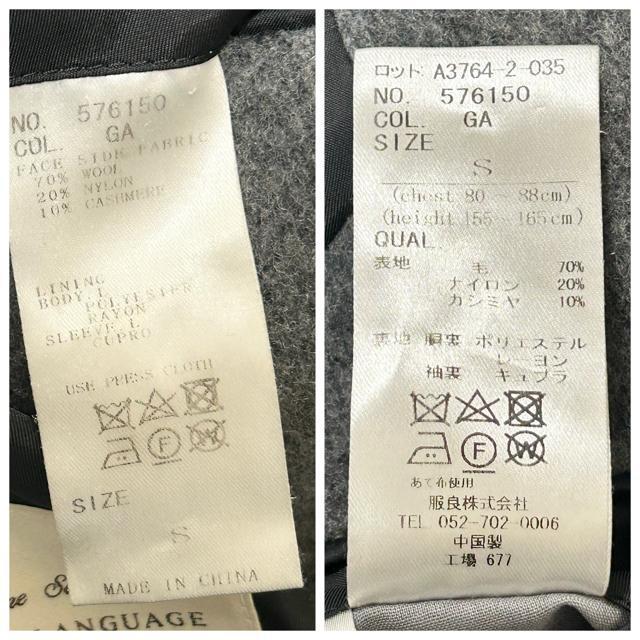 NO. 576150
COL. GA
FACE SIDE FABRIC
70% WOOL
20% NYLON
10% CASHMERE
LINING
BODY L
POLYESTER
RAYON
SLEEVE L
CUPRO
USE PRESS CLOTH
F W
SIZE
S
MADE IN CHINA
LANGUAGE
ロット A3764-2-035
NO. 576150
COL. GA
SIZE
S
(chest 80~88cm)
(height 155~165cm)
QUAL.
表地 毛 70%
ナイロン 20%
カシミヤ 10%
裏地 胴裏 ポリエステル
レーヨン
袖裏 キュプラ
F W
あて布使用
服良株式会社
TEL 052-702-0006
中国製
工場 677